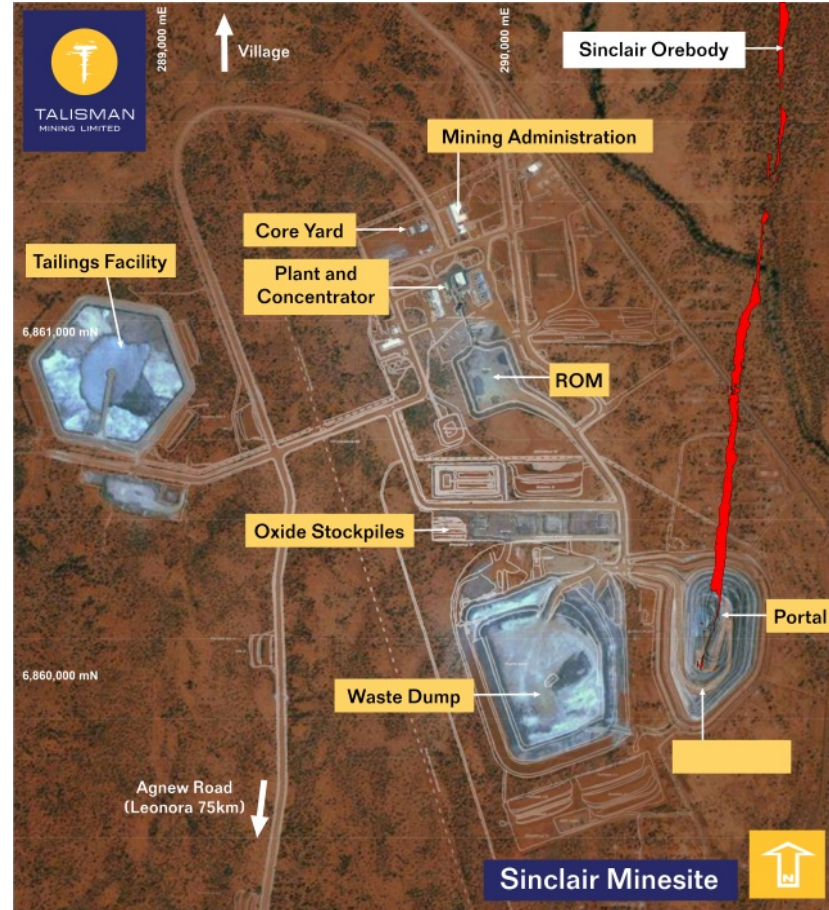 TALISMAN
MINING LIMITED
289,000 mE
Village
290,000 mE
Sinclair Orebody
Mining Administration
Core Yard
Tailings Facility
Plant and
Concentrator
6,861,000 mN
ROM
Oxide Stockpiles
Portal
6,860,000 mN
Waste Dump
Agnew Road
(Leonora 75km)
Sinclair Minesite
N